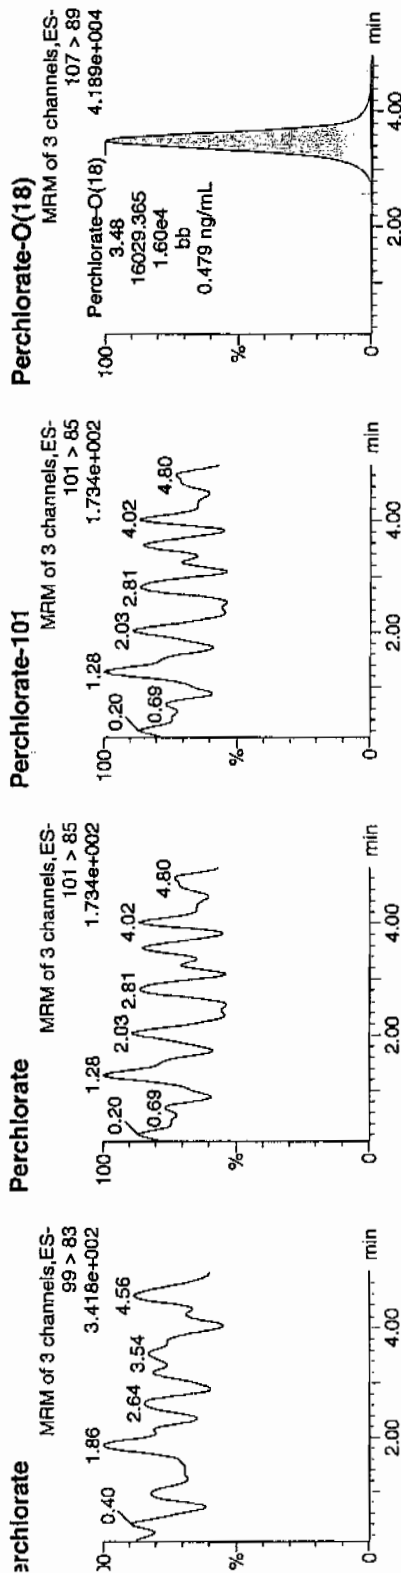 erchlorate
MRM of 3 channels,ES-
99 > 83
3.418e+002
00
%
0
0.40
1.86
2.64
3.54
4.56
2.00
4.00
min
Perchlorate
MRM of 3 channels,ES-
101 > 85
1.734e+002
100
%
0
0.20
0.69
1.28
2.03
2.81
4.02
4.80
2.00
4.00
min
Perchlorate-101
MRM of 3 channels,ES-
101 > 85
1.734e+002
100
%
0
0.20
0.69
1.28
2.03
2.81
4.02
4.80
2.00
4.00
min
Perchlorate-O(18)
MRM of 3 channels,ES-
107 > 89
4.189e+004
100
%
0
Perchlorate-O(18)
3.48
16029.365
1.60e4
bb
0.479 ng/mL
2.00
4.00
min